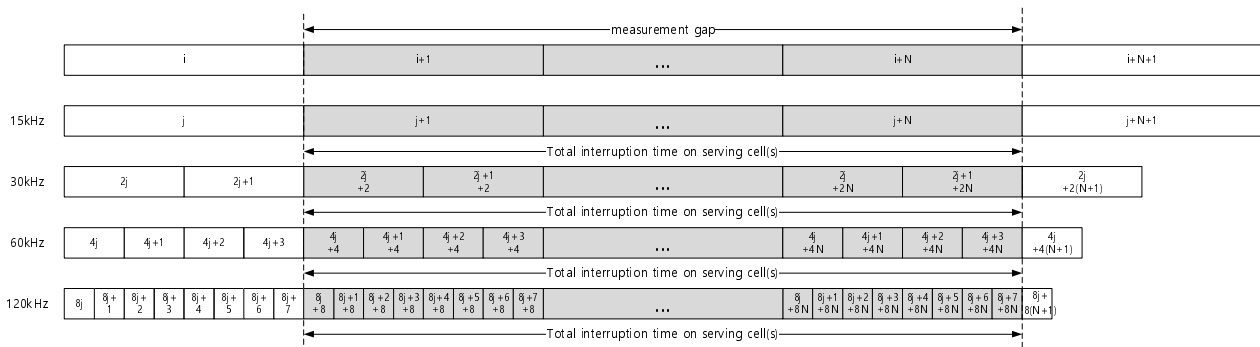 measurement gap
i i+1 ... i+N i+N+1
15kHz j j+1 ... j+N j+N+1
Total interruption time on serving cell(s)
30kHz 2j 2j+1 2j +2 2j+1 +2 ... 2j +2N 2j+1 +2N 2j +2(N+1)
Total interruption time on serving cell(s)
60kHz 4j 4j+1 4j+2 4j+3 4j +4 4j+1 +4 4j+2 +4 4j+3 +4 ... 4j +4N 4j+1 +4N 4j+2 +4N 4j+3 +4N 4j +4(N+1)
Total interruption time on serving cell(s)
120kHz 8j 8j+ 1 8j+ 2 8j+ 3 8j+ 4 8j+ 5 8j+ 6 8j+ 7 8j +8 8j+1 +8 8j+2 +8 8j+3 +8 8j+4 +8 8j+5 +8 8j+6 +8 8j+7 +8 ... 8j +8N 8j+1 +8N 8j+2 +8N 8j+3 +8N 8j+4 +8N 8j+5 +8N 8j+6 +8N 8j+7 +8N 8j+ 8(N+1)
Total interruption time on serving cell(s)